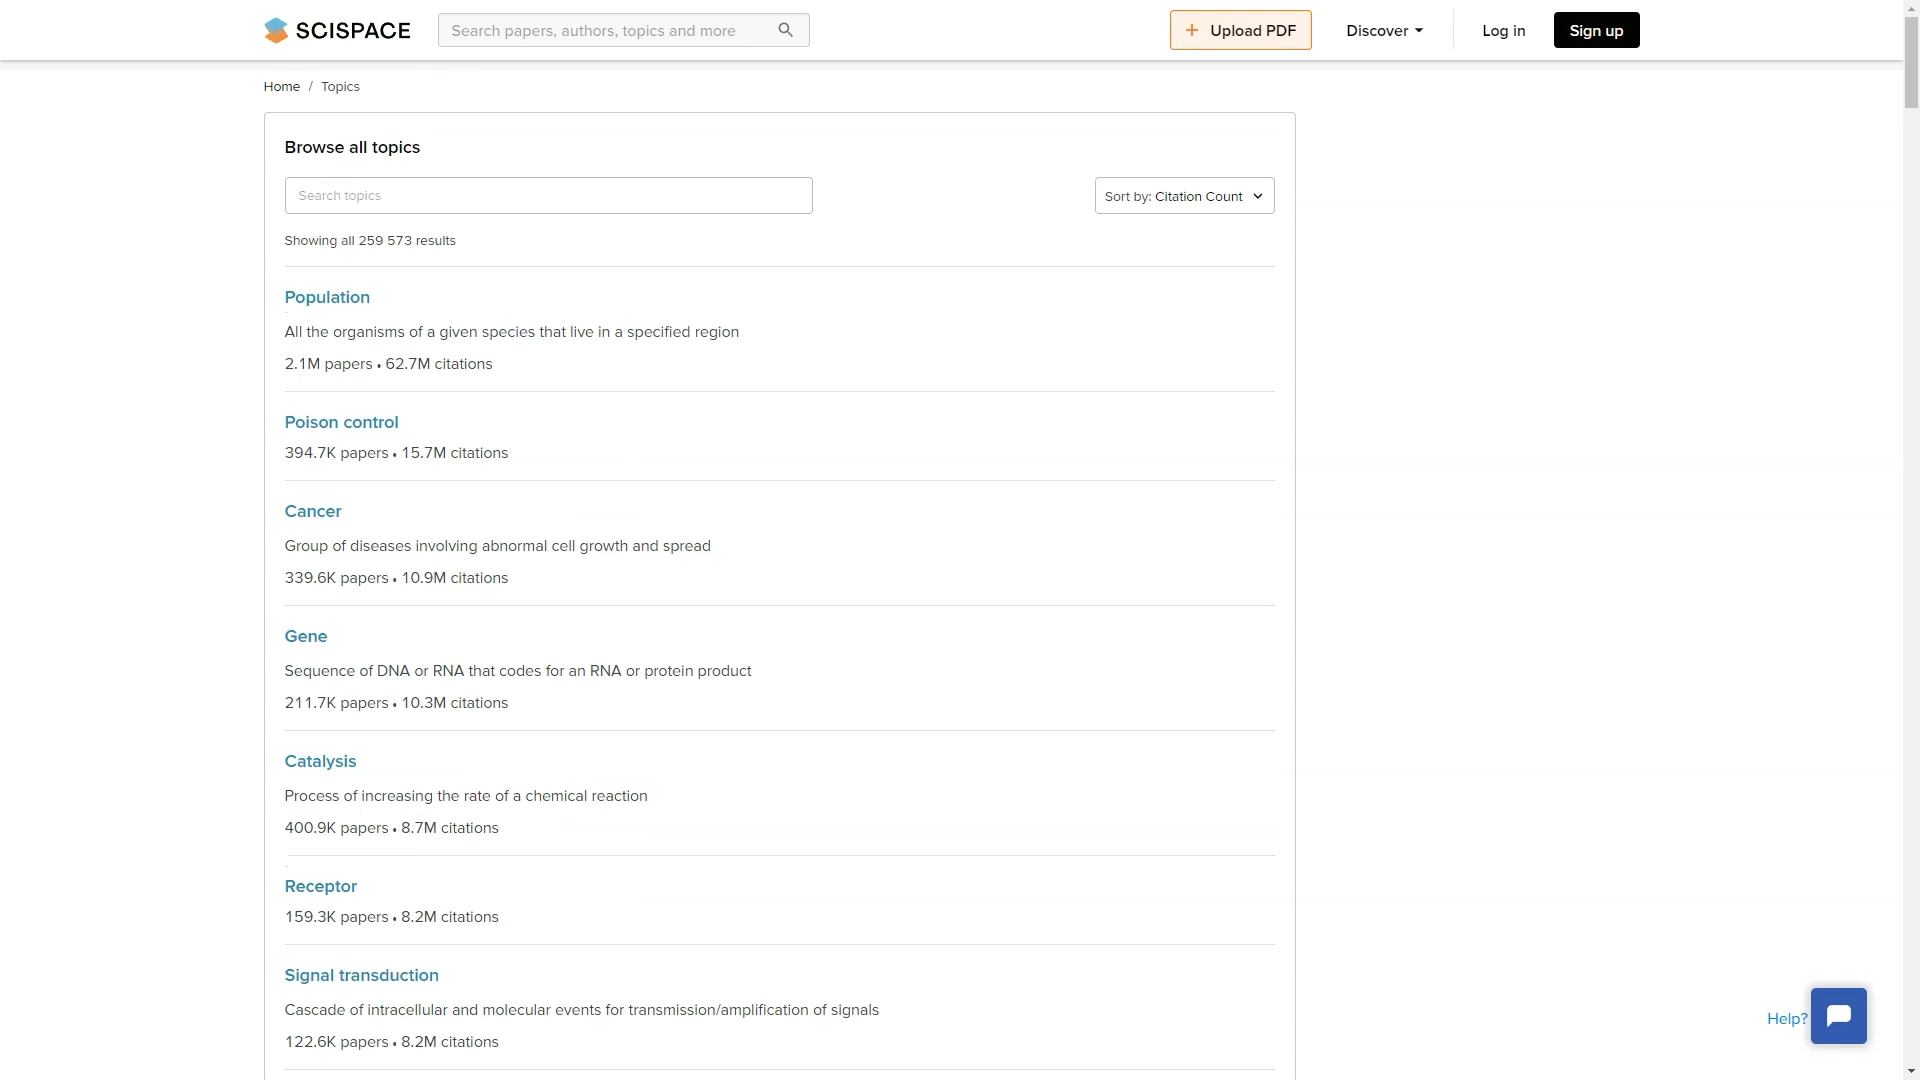 SCISPACE
Search papers, authors, topics and more
+ Upload PDF
Discover
Log in
Sign up
Home / Topics
Browse all topics
Search topics
Sort by: Citation Count
Showing all 259 573 results
Population
All the organisms of a given species that live in a specified region
2.1M papers • 62.7M citations
Poison control
394.7K papers • 15.7M citations
Cancer
Group of diseases involving abnormal cell growth and spread
339.6K papers • 10.9M citations
Gene
Sequence of DNA or RNA that codes for an RNA or protein product
211.7K papers • 10.3M citations
Catalysis
Process of increasing the rate of a chemical reaction
400.9K papers • 8.7M citations
Receptor
159.3K papers • 8.2M citations
Signal transduction
Cascade of intracellular and molecular events for transmission/amplification of signals
122.6K papers • 8.2M citations
Help?